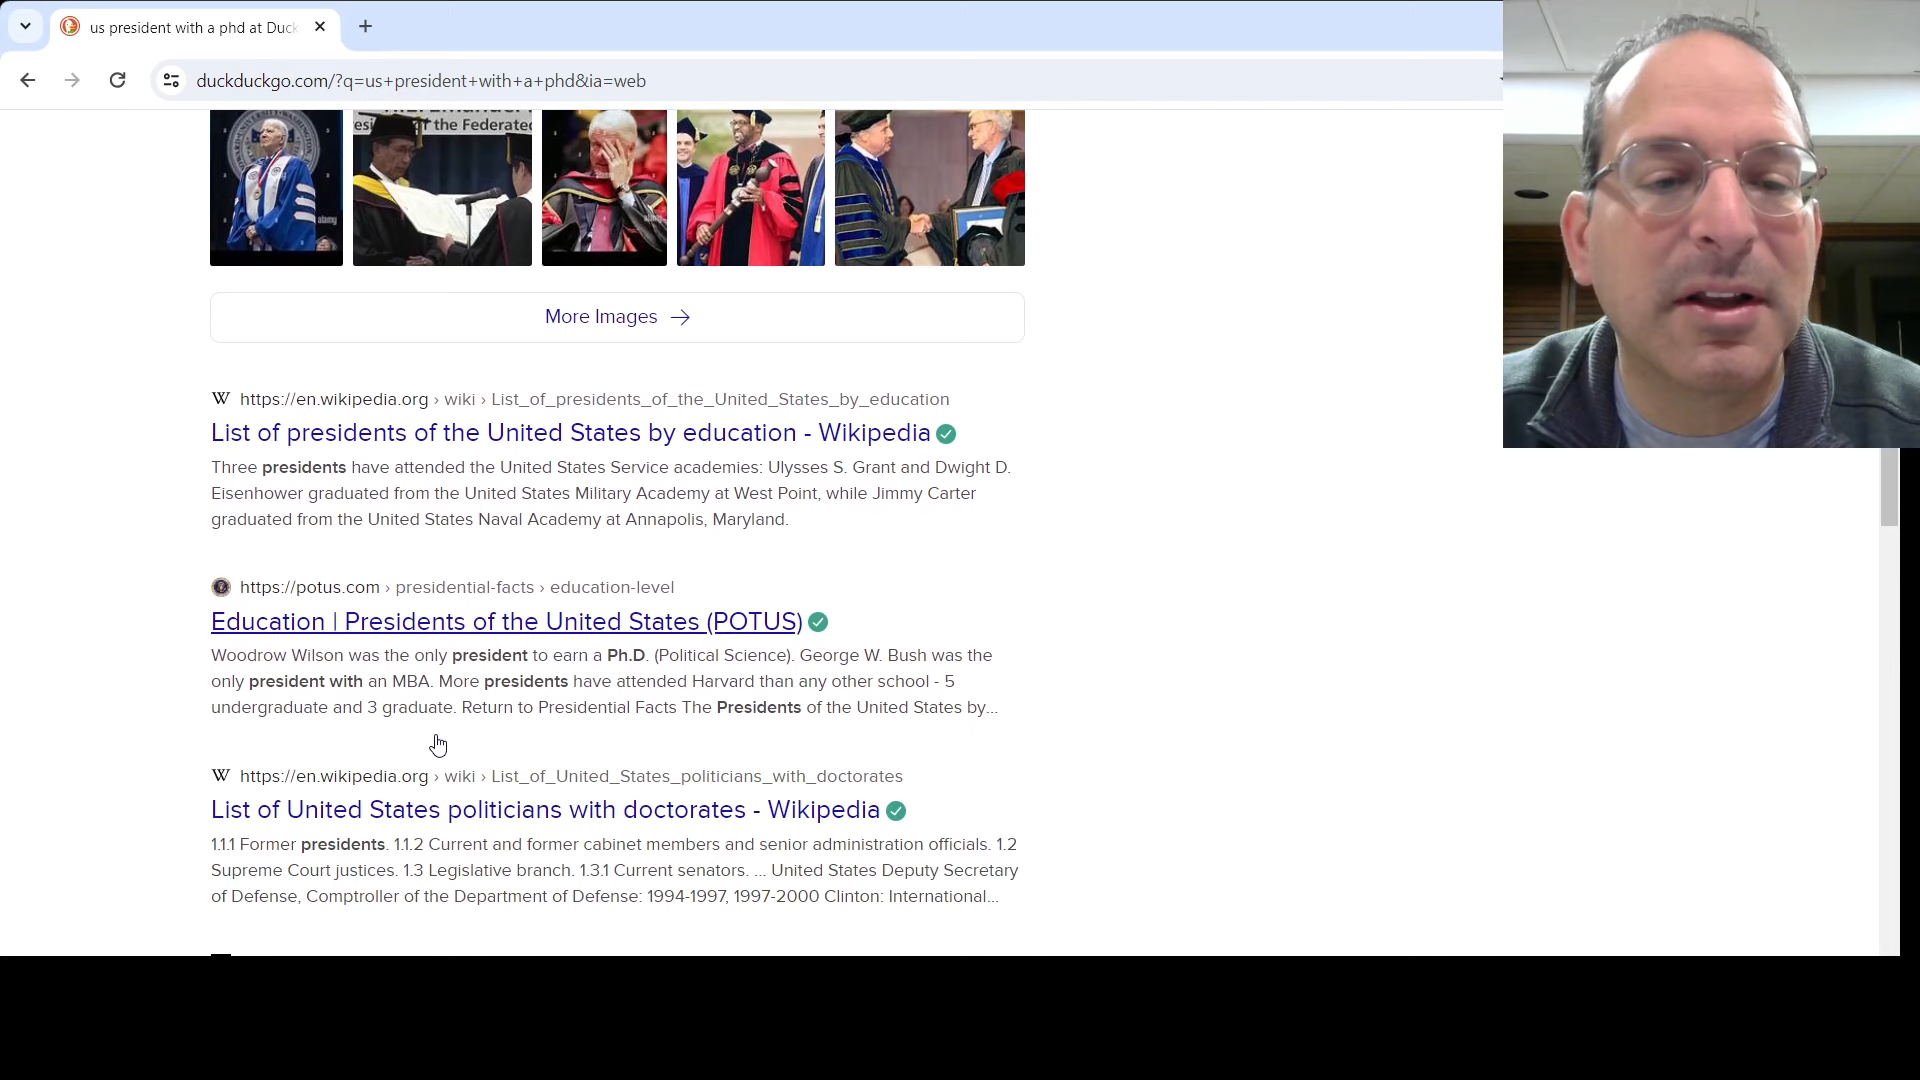 us president with a phd at Duck
duckduckgo.com/?q=us+president+with+a+phd&ia=web
the Federated
More Images
https://en.wikipedia.org › wiki › List_of_presidents_of_the_United_States_by_education
List of presidents of the United States by education - Wikipedia
Three presidents have attended the United States Service academies: Ulysses S. Grant and Dwight D.
Eisenhower graduated from the United States Military Academy at West Point, while Jimmy Carter
graduated from the United States Naval Academy at Annapolis, Maryland.
https://potus.com › presidential-facts › education-level
Education | Presidents of the United States (POTUS)
Woodrow Wilson was the only president to earn a Ph.D. (Political Science). George W. Bush was the
only president with an MBA. More presidents have attended Harvard than any other school - 5
undergraduate and 3 graduate. Return to Presidential Facts The Presidents of the United States by...
https://en.wikipedia.org › wiki › List_of_United_States_politicians_with_doctorates
List of United States politicians with doctorates - Wikipedia
1.1.1 Former presidents. 1.1.2 Current and former cabinet members and senior administration officials. 1.2
Supreme Court justices. 1.3 Legislative branch. 1.3.1 Current senators. ... United States Deputy Secretary
of Defense, Comptroller of the Department of Defense: 1994-1997, 1997-2000 Clinton: International...